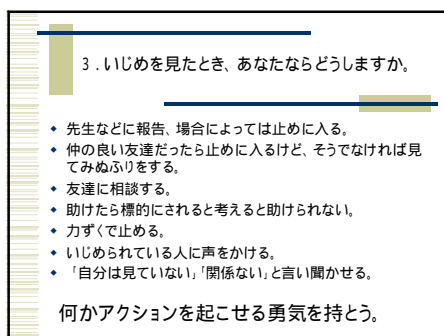 3．いじめを見たとき、あなたならどうしますか。
先生などに報告、場合によっては止めに入る。
仲の良い友達だったら止めに入るけど、そうでなければ見
てみぬふりをする。
友達に相談する。
助けたら標的にされると考えると助けられない。
力ずくで止める。
いじめられている人に声をかける。
「自分は見ていない」「関係ない」と言い聞かせる。
何かアクションを起こせる勇気を持とう。